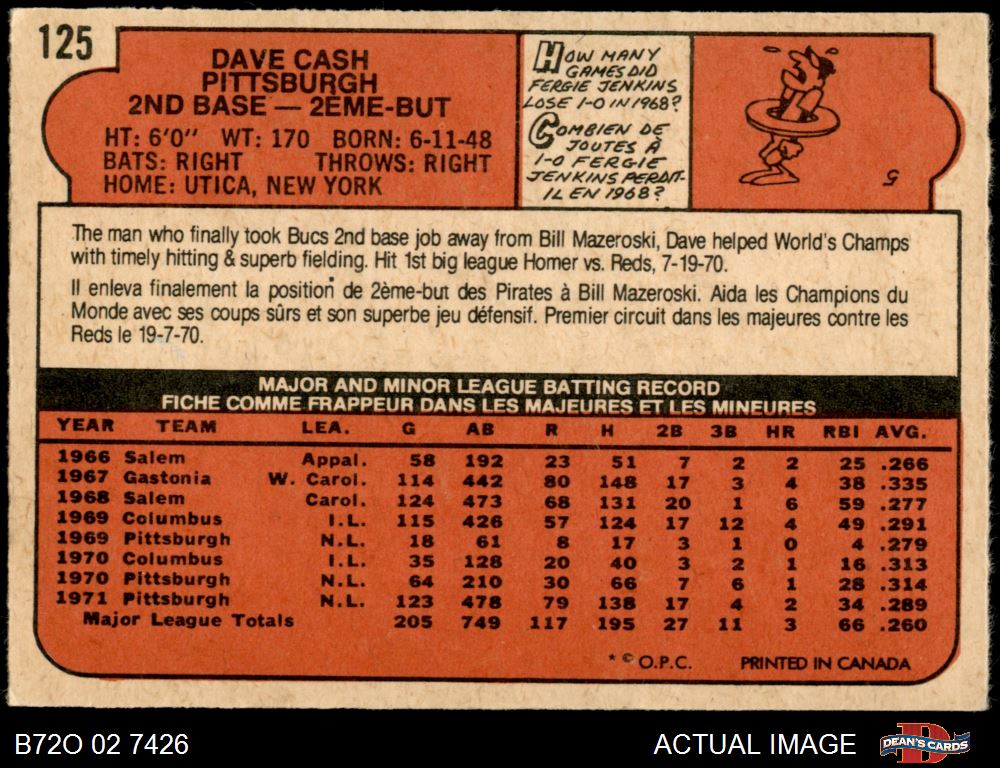 125
DAVE CASH
PITTSBURGH
2ND BASE — 2ÈME-BUT
HT: 6'0" WT: 170 BORN: 6-11-48
BATS: RIGHT THROWS: RIGHT
HOME: UTICA, NEW YORK
HOW MANY
GAMES DID
FERGIE JENKINS
LOSE 1-0 IN 1968?
COMBIEN DE
JOUTES À
1-0 FERGIE
JENKINS PERDIT-
IL EN 1968?
5
The man who finally took Bucs 2nd base job away from Bill Mazeroski, Dave helped World's Champs
with timely hitting & superb fielding. Hit 1st big league Homer vs. Reds, 7-19-70.
Il enleva finalement la position de 2ème-but des Pirates à Bill Mazeroski. Aida les Champions du
Monde avec ses coups sûrs et son superbe jeu défensif. Premier circuit dans les majeures contre les
Reds le 19-7-70.
MAJOR AND MINOR LEAGUE BATTING RECORD
FICHE COMME FRAPPEUR DANS LES MAJEURES ET LES MINEURES
YEAR TEAM LEA. G AB R H 2B 3B HR RBI AVG.
1966 Salem Appal. 58 192 23 51 7 2 2 25 .266
1967 Gastonia W. Carol. 114 442 80 148 17 3 4 38 .335
1968 Salem Carol. 124 473 68 131 20 1 6 59 .277
1969 Columbus I.L. 115 426 57 124 17 12 4 49 .291
1969 Pittsburgh N.L. 18 61 8 17 3 1 0 4 .279
1970 Columbus I.L. 35 128 20 40 3 2 1 16 .313
1970 Pittsburgh N.L. 64 210 30 66 7 6 1 28 .314
1971 Pittsburgh N.L. 123 478 79 138 17 4 2 34 .289
Major League Totals 205 749 117 195 27 11 3 66 .260
* © O.P.C. PRINTED IN CANADA
B72O 02 7426
ACTUAL IMAGE
DEAN'S CARDS